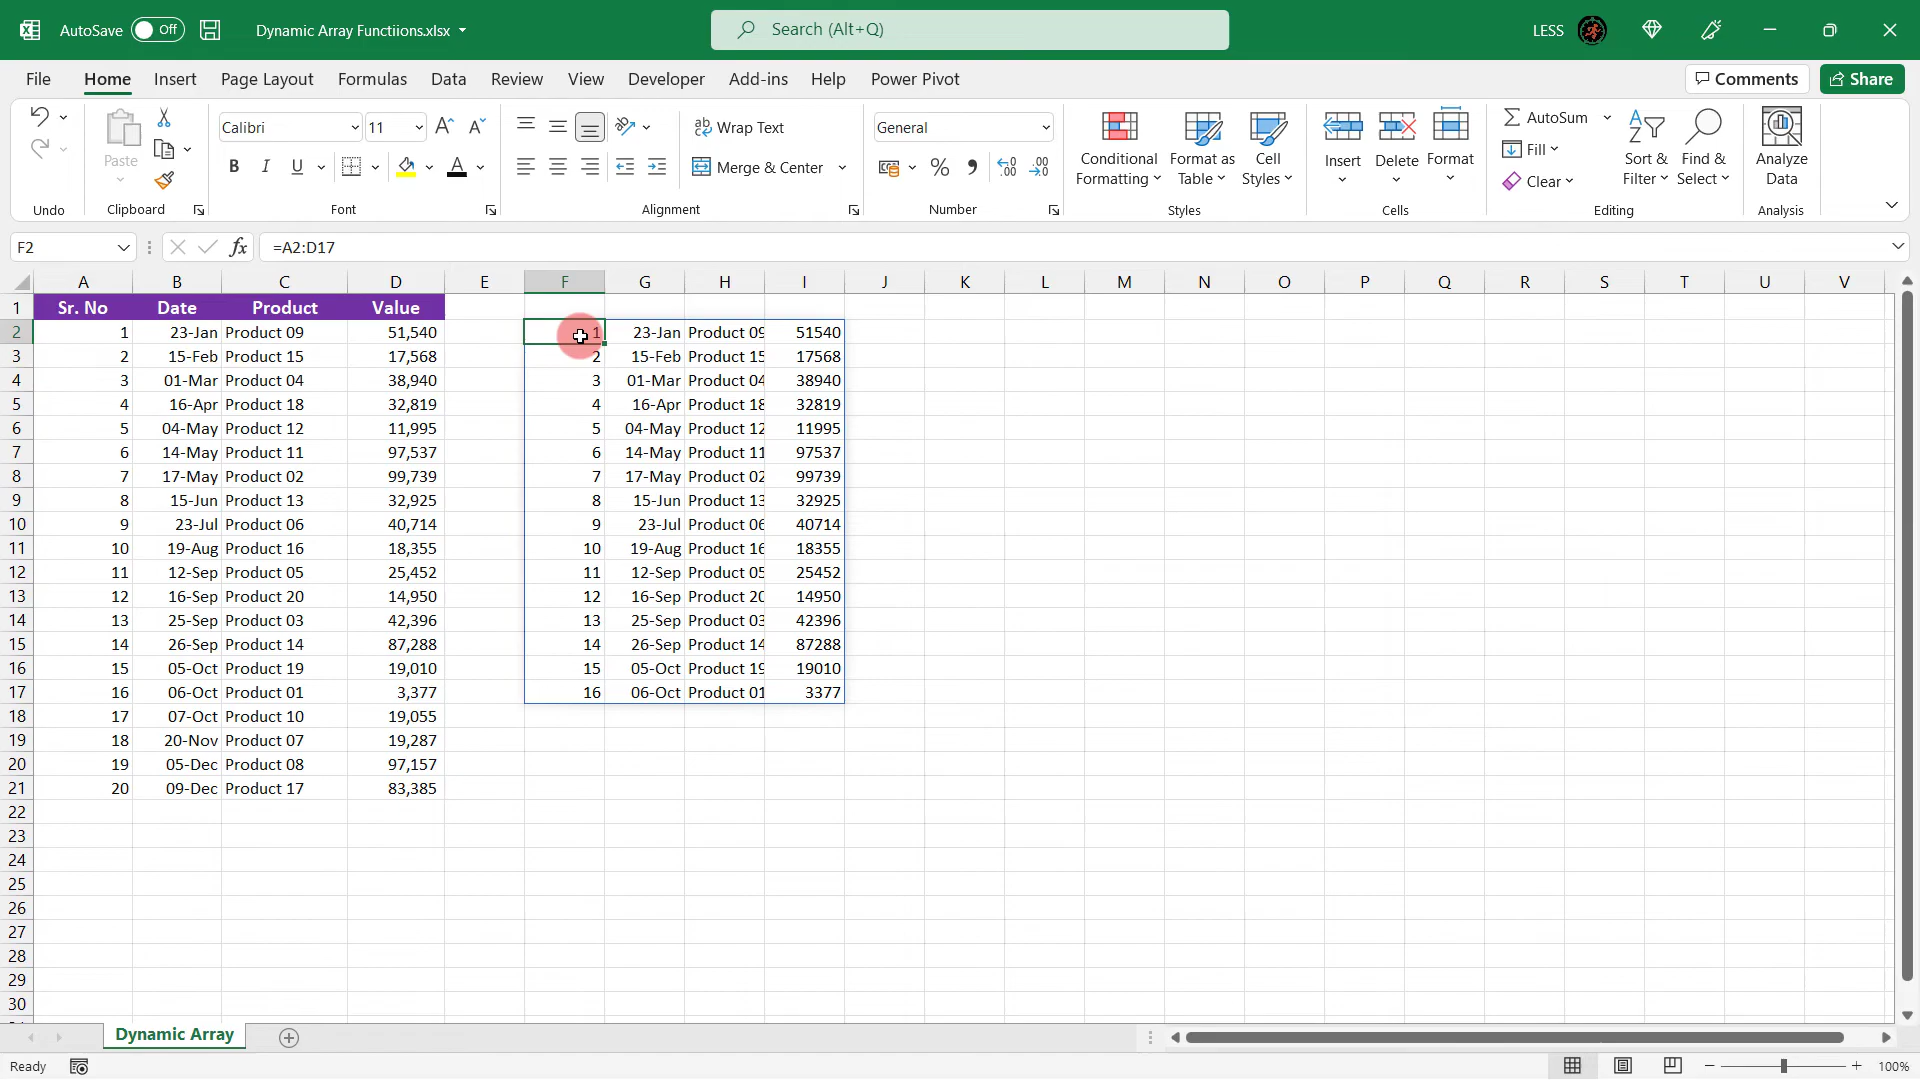 AutoSave Off Dynamic Array Functiions.xlsx Search (Alt+Q) LESS
File Home Insert Page Layout Formulas Data Review View Developer Add-ins Help Power Pivot Comments Share
Paste Calibri 11 Wrap Text General Conditional Formatting Format as Table Cell Styles Insert Delete Format AutoSum Sort & Filter Find & Select Analyze Data
B I U Merge & Center % Fill
Clear
Undo Clipboard Font Alignment Number Styles Cells Editing Analysis
F2 fx =A2:D17
A B C D E F G H I J K L M N O P Q R S T U V
1 Sr. No Date Product Value
2 1 23-Jan Product 09 51,540 1 23-Jan Product 09 51540
3 2 15-Feb Product 15 17,568 2 15-Feb Product 15 17568
4 3 01-Mar Product 04 38,940 3 01-Mar Product 04 38940
5 4 16-Apr Product 18 32,819 4 16-Apr Product 18 32819
6 5 04-May Product 12 11,995 5 04-May Product 12 11995
7 6 14-May Product 11 97,537 6 14-May Product 11 97537
8 7 17-May Product 02 99,739 7 17-May Product 02 99739
9 8 15-Jun Product 13 32,925 8 15-Jun Product 13 32925
10 9 23-Jul Product 06 40,714 9 23-Jul Product 06 40714
11 10 19-Aug Product 16 18,355 10 19-Aug Product 16 18355
12 11 12-Sep Product 05 25,452 11 12-Sep Product 05 25452
13 12 16-Sep Product 20 14,950 12 16-Sep Product 20 14950
14 13 25-Sep Product 03 42,396 13 25-Sep Product 03 42396
15 14 26-Sep Product 14 87,288 14 26-Sep Product 14 87288
16 15 05-Oct Product 19 19,010 15 05-Oct Product 19 19010
17 16 06-Oct Product 01 3,377 16 06-Oct Product 01 3377
18 17 07-Oct Product 10 19,055
19 18 20-Nov Product 07 19,287
20 19 05-Dec Product 08 97,157
21 20 09-Dec Product 17 83,385
22
23
24
25
26
27
28
29
30
Dynamic Array
Ready 100%